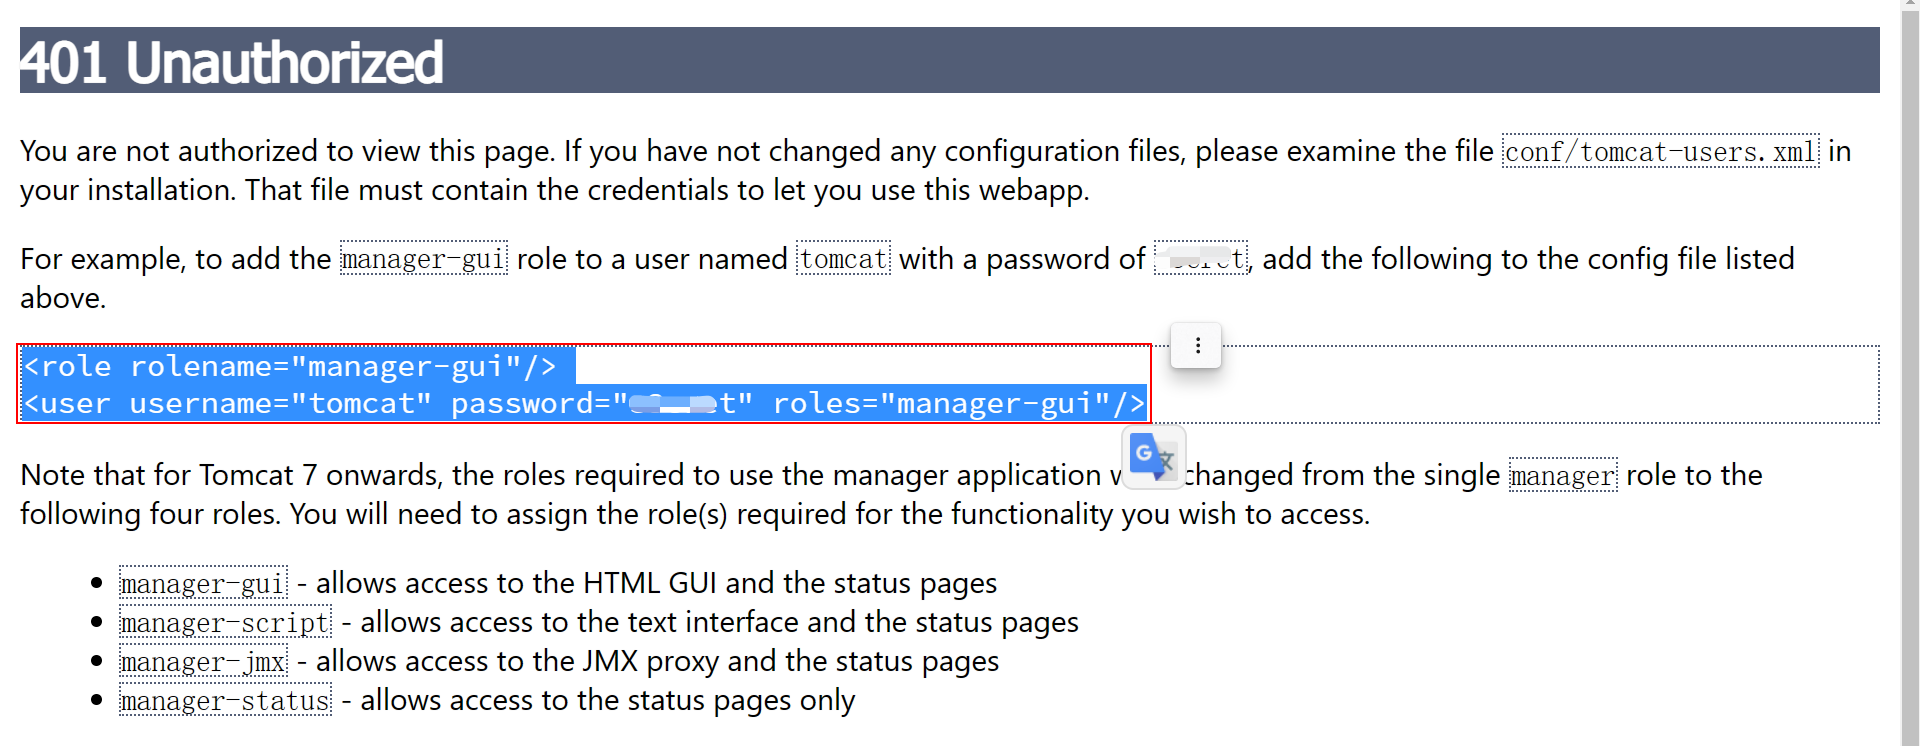 401 Unauthorized
You are not authorized to view this page. If you have not changed any configuration files, please examine the file conf/tomcat-users.xml in
your installation. That file must contain the credentials to let you use this webapp.
For example, to add the manager-gui role to a user named tomcat with a password of , add the following to the config file listed
above.
<role rolename="manager-gui"/>
<user username="tomcat" password="" roles="manager-gui"/>
Note that for Tomcat 7 onwards, the roles required to use the manager application changed from the single manager role to the
following four roles. You will need to assign the role(s) required for the functionality you wish to access.
manager-gui - allows access to the HTML GUI and the status pages
manager-script - allows access to the text interface and the status pages
manager-jmx - allows access to the JMX proxy and the status pages
manager-status - allows access to the status pages only